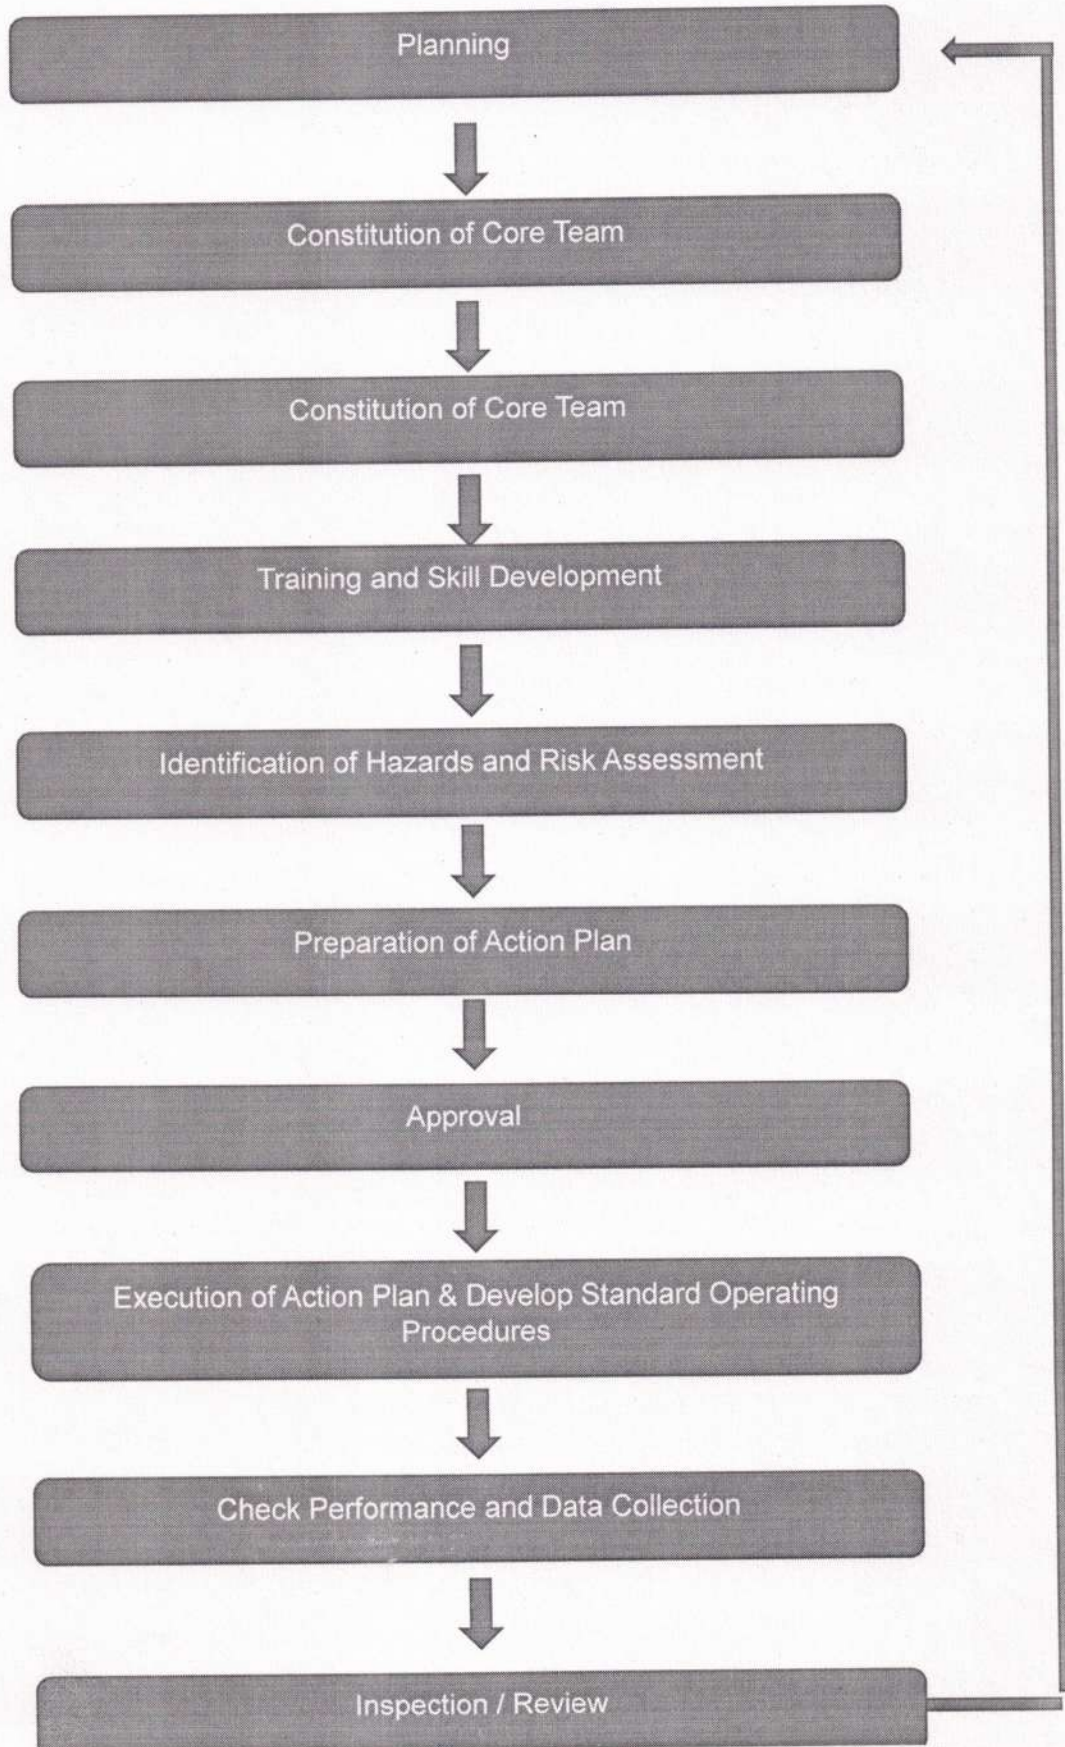 Planning
Constitution of Core Team
Constitution of Core Team
Training and Skill Development
Identification of Hazards and Risk Assessment
Preparation of Action Plan
Approval
Execution of Action Plan & Develop Standard Operating
Procedures
Check Performance and Data Collection
Inspection / Review